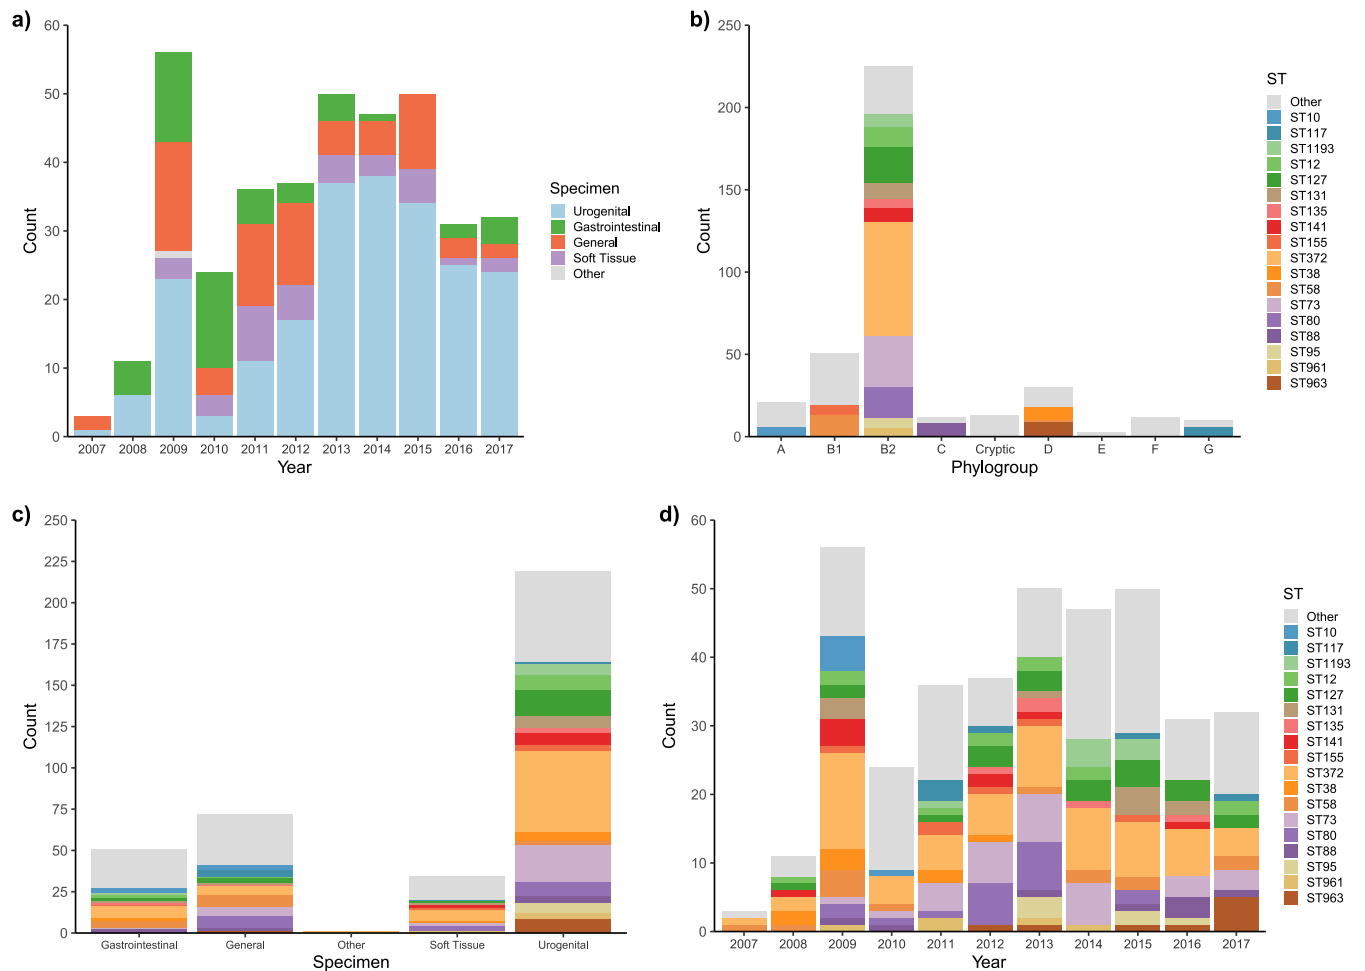 a)
60
50
40
30
20
10
0
Count
2007 2008 2009 2010 2011 2012 2013 2014 2015 2016 2017
Year
Specimen
Urogenital
Gastrointestinal
General
Soft Tissue
Other
b)
250
200
150
100
50
0
Count
A B1 B2 C Cryptic D E F G
Phylogroup
ST
Other
ST10
ST117
ST1193
ST12
ST127
ST131
ST135
ST141
ST155
ST372
ST38
ST58
ST73
ST80
ST88
ST95
ST961
ST963
c)
250
225
200
175
150
125
100
75
50
25
0
Count
Gastrointestinal General Other Soft Tissue Urogenital
Specimen
d)
60
50
40
30
20
10
0
Count
2007 2008 2009 2010 2011 2012 2013 2014 2015 2016 2017
Year
ST
Other
ST10
ST117
ST1193
ST12
ST127
ST131
ST135
ST141
ST155
ST372
ST38
ST58
ST73
ST80
ST88
ST95
ST961
ST963